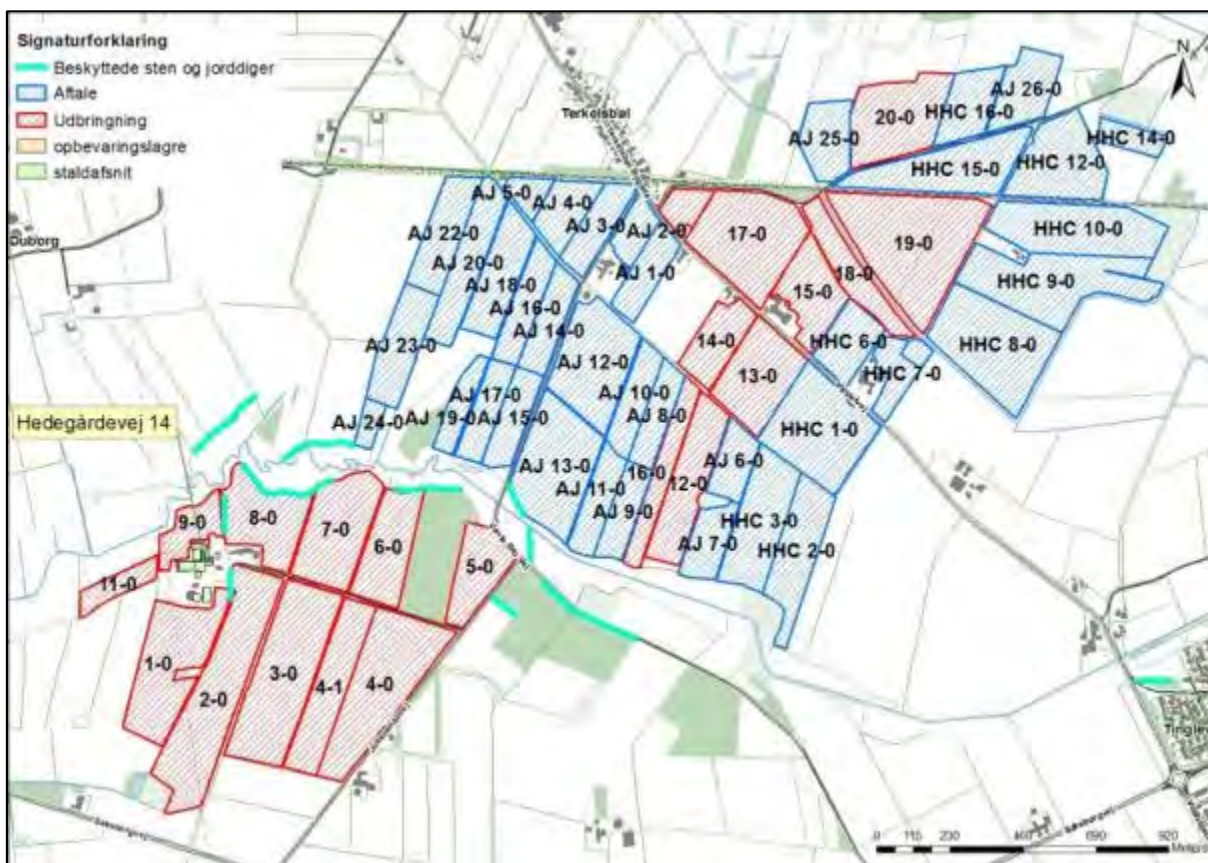 Signaturforklaring
Beskyttede sten og jorddiger
Aftale
Udbringning
opbevaringslagre
staldafsnit
N
Terkelsbøl
Duborg
AJ 26-0
20-0
HHC 16-0
AJ 25-0
HHC 14-0
HHC 15-0
HHC 12-0
AJ 5-0
AJ 4-0
AJ 3-0
AJ 2-0
AJ 22-0
AJ 20-0
AJ 18-0
AJ 16-0
AJ 14-0
AJ 1-0
17-0
15-0
18-0
19-0
HHC 10-0
HHC 9-0
HHC 8-0
HHC 6-0
HHC 7-0
14-0
13-0
AJ 23-0
AJ 12-0
AJ 10-0
AJ 8-0
HHC 1-0
AJ 17-0
AJ 24-0
AJ 19-0
AJ 15-0
Hedegårdevej 14
AJ 13-0
AJ 11-0
AJ 9-0
16-0
12-0
AJ 6-0
AJ 7-0
HHC 3-0
HHC 2-0
9-0
8-0
7-0
6-0
5-0
11-0
1-0
2-0
3-0
4-1
4-0
Tinglev
0 115 230 460 690 920